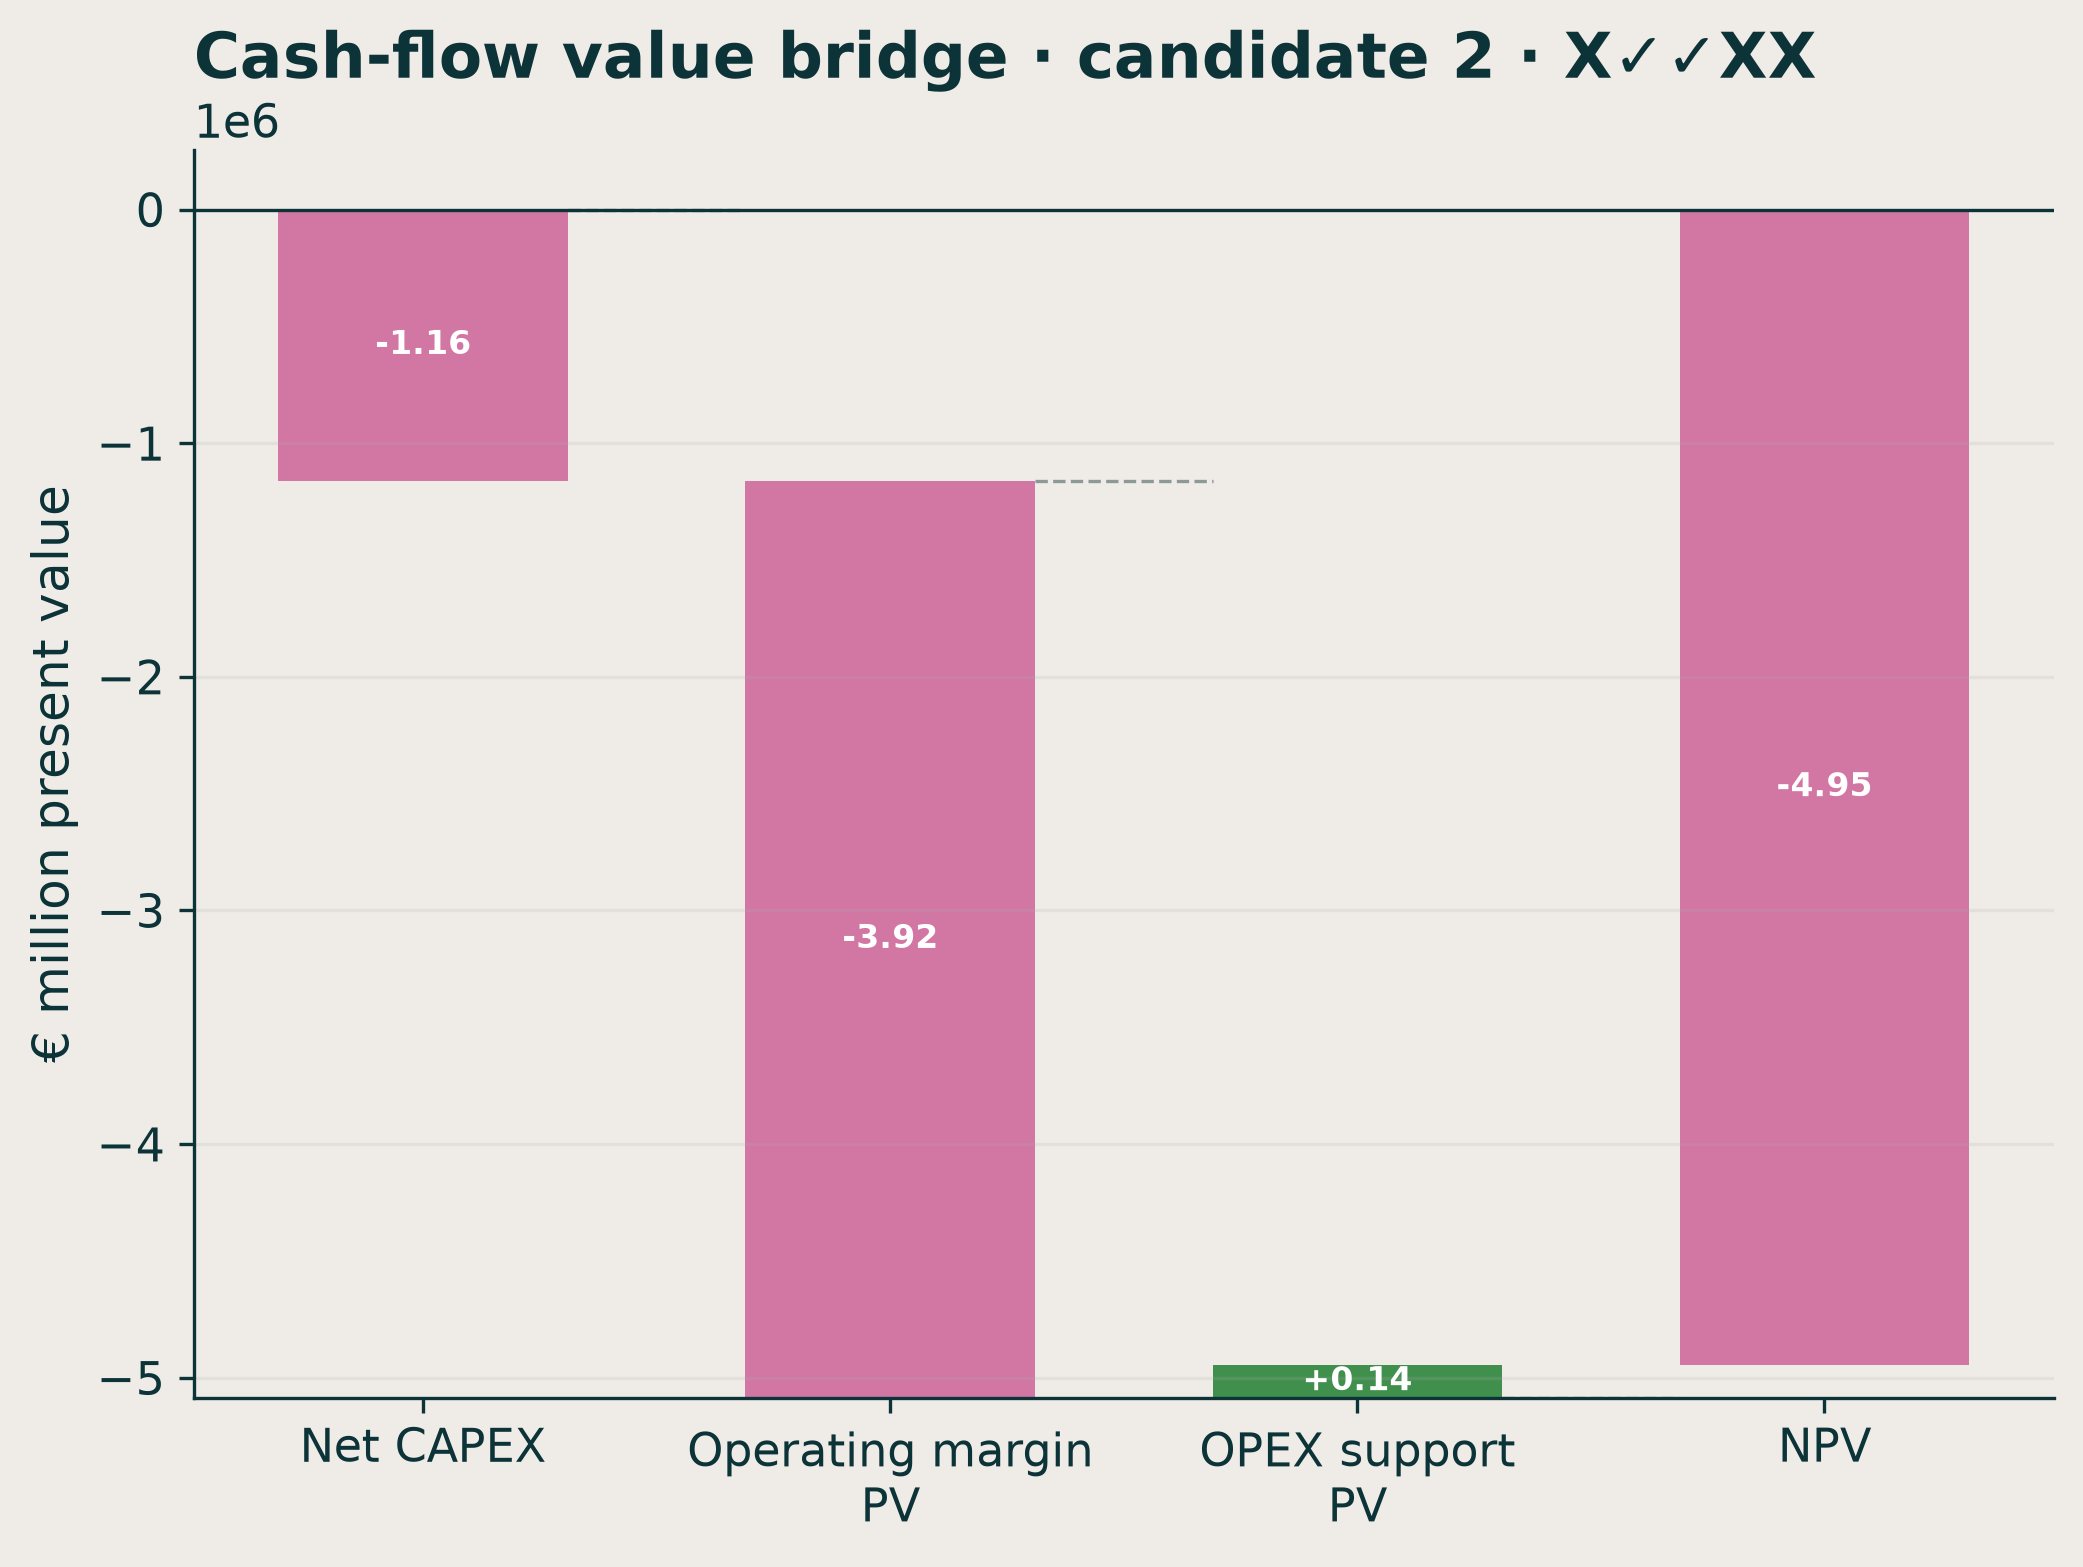 Cash-flow value bridge · candidate 2 · X✓✓XX
1e6
0
−1
−2
−3
−4
−5
€ million present value
-1.16
-3.92
+0.14
-4.95
Net CAPEX
Operating margin
PV
OPEX support
PV
NPV